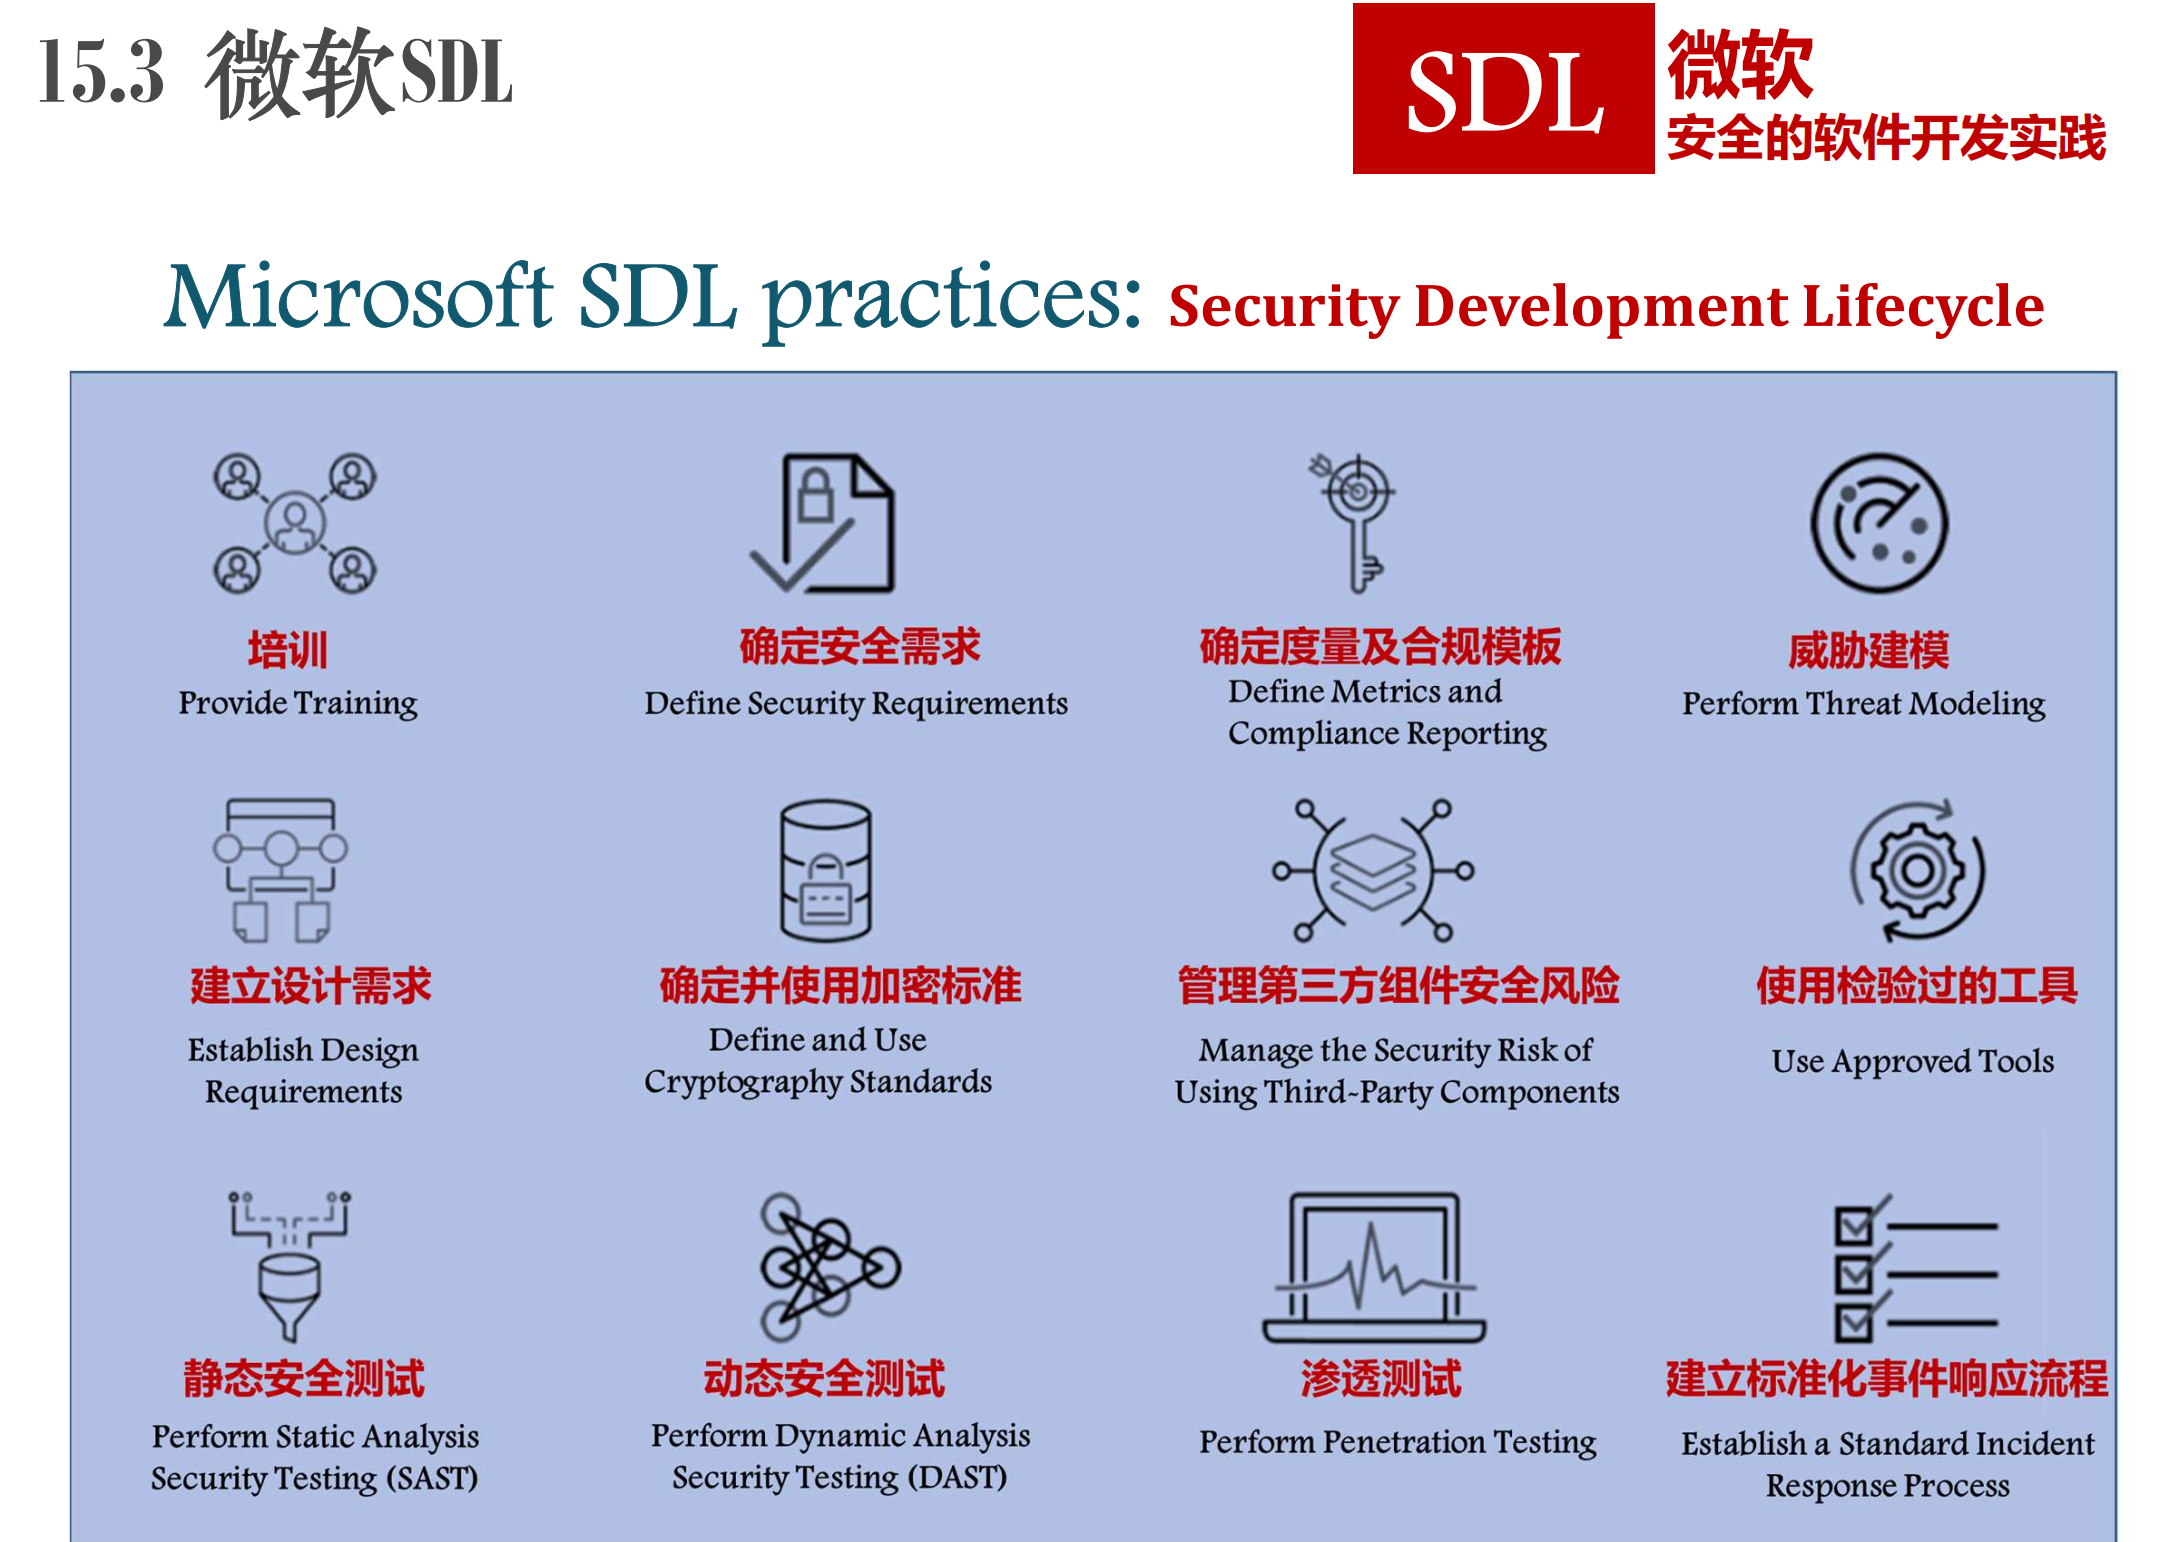 15.3 微软SDL
SDL
微软
安全的软件开发实践
Microsoft SDL practices: Security Development Lifecycle
培训
Provide Training
确定安全需求
Define Security Requirements
确定度量及合规模板
Define Metrics and
Compliance Reporting
威胁建模
Perform Threat Modeling
建立设计需求
Establish Design
Requirements
确定并使用加密标准
Define and Use
Cryptography Standards
管理第三方组件安全风险
Manage the Security Risk of
Using Third-Party Components
使用检验过的工具
Use Approved Tools
静态安全测试
Perform Static Analysis
Security Testing (SAST)
动态安全测试
Perform Dynamic Analysis
Security Testing (DAST)
渗透测试
Perform Penetration Testing
建立标准化事件响应流程
Establish a Standard Incident
Response Process